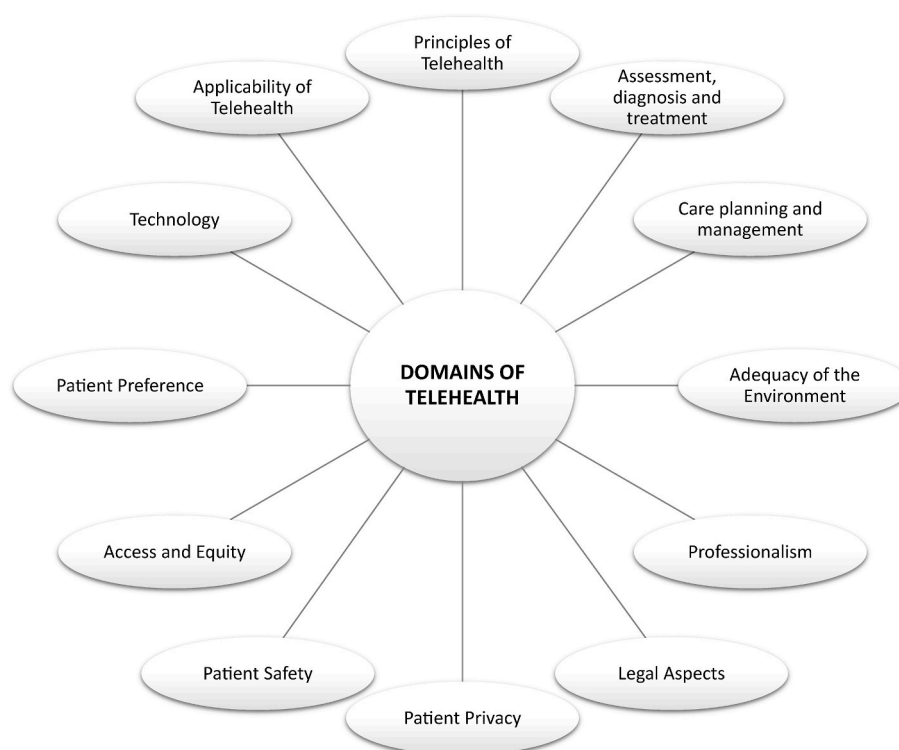 Principles of
Telehealth
Assessment,
diagnosis and
treatment
Care planning and
management
Adequacy of the
Environment
Professionalism
Legal Aspects
Patient Privacy
Patient Safety
Access and Equity
Patient Preference
Technology
Applicability of
Telehealth
DOMAINS OF
TELEHEALTH